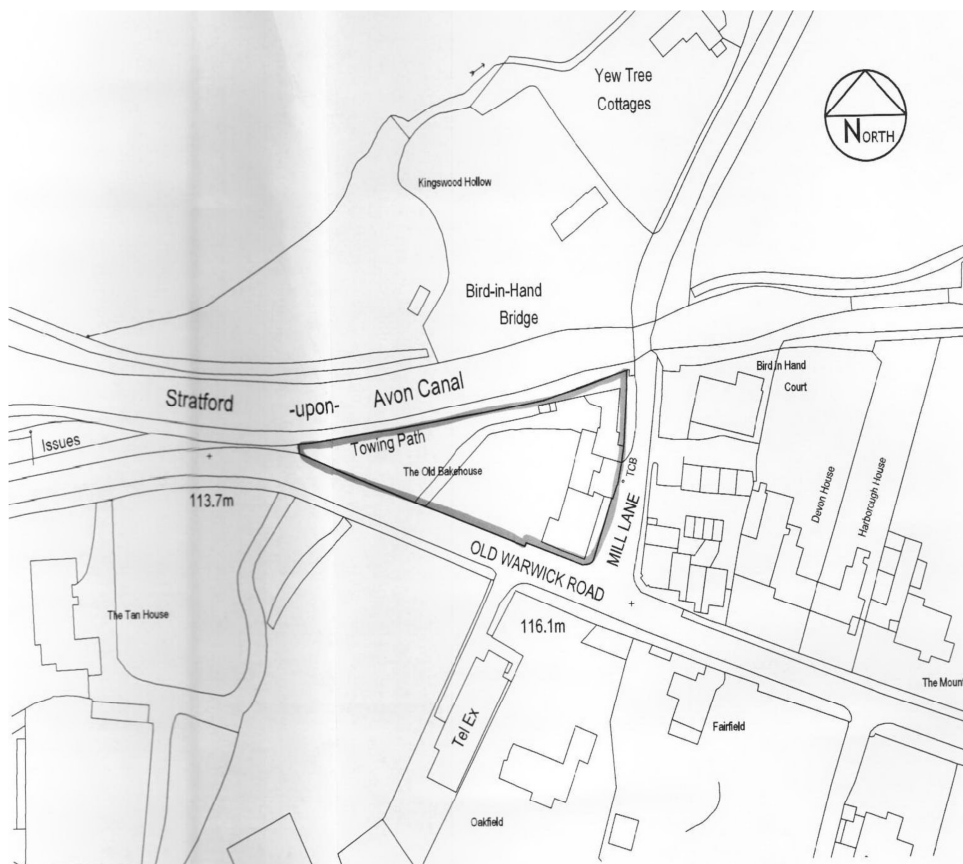 Yew Tree
Cottages
NORTH
Kingswood Hollow
Bird-in-Hand
Bridge
Stratford -upon- Avon Canal
Bird in Hand
Court
Issues
Towing Path
The Old Bakehouse
TCB
113.7m
MILL LANE
Devon House
Harborough House
OLD WARWICK ROAD
116.1m
The Tan House
The Mount
Tel Ex
Fairfield
Oakfield